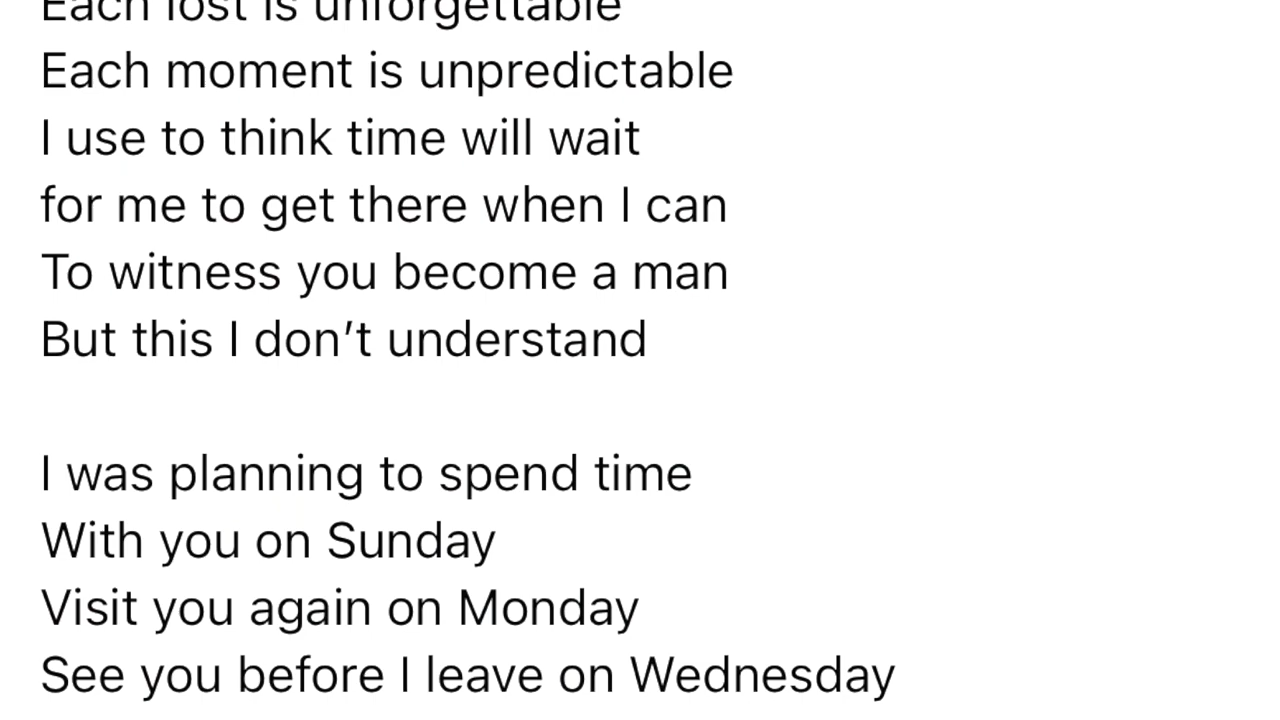 Each lost is unforgettable
Each moment is unpredictable
I use to think time will wait
for me to get there when I can
To witness you become a man
But this I don’t understand
I was planning to spend time
With you on Sunday
Visit you again on Monday
See you before I leave on Wednesday